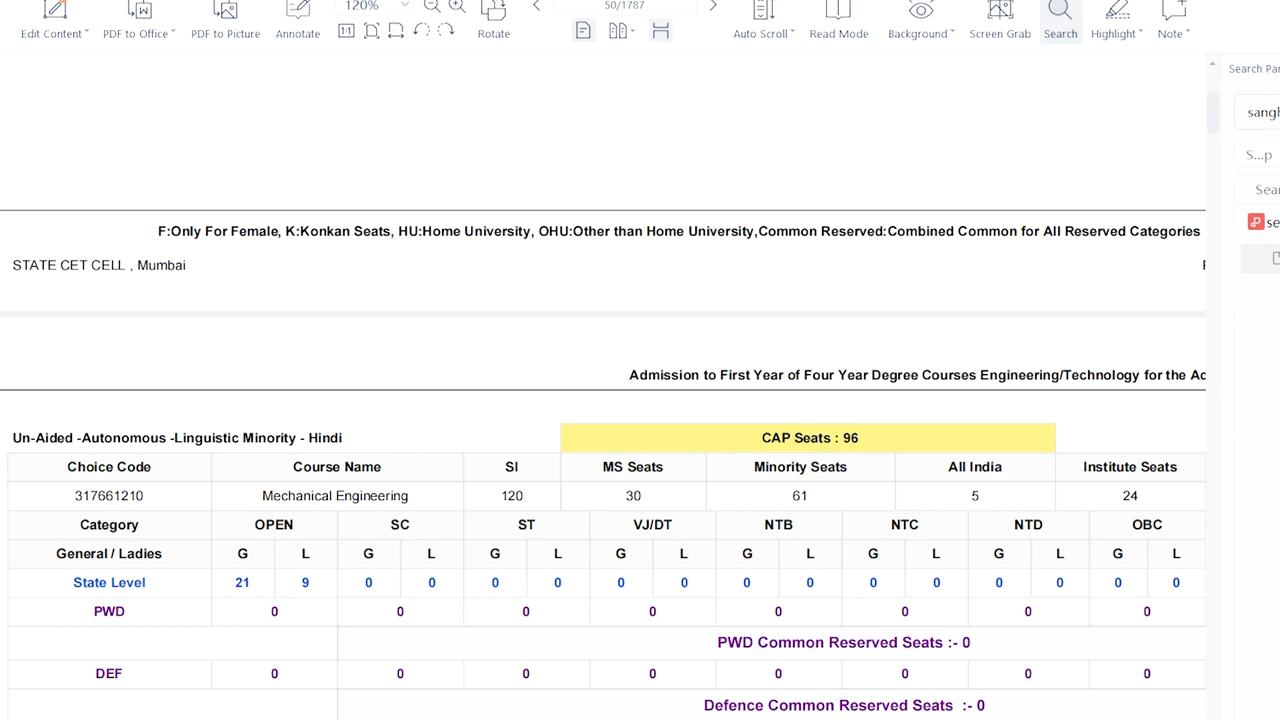 120%
50/1787
Edit Content PDF to Office PDF to Picture Annotate Rotate Auto Scroll Read Mode Background Screen Grab Search Highlight Note
Search
S...p
F:Only For Female, K:Konkan Seats, HU:Home University, OHU:Other than Home University,Common Reserved:Combined Common for All Reserved Categories
STATE CET CELL , Mumbai
Admission to First Year of Four Year Degree Courses Engineering/Technology for the
Un-Aided -Autonomous -Linguistic Minority - Hindi CAP Seats : 96
Choice Code Course Name SI MS Seats Minority Seats All India Institute Seats
317661210 Mechanical Engineering 120 30 61 5 24
Category OPEN SC ST VJ/DT NTB NTC NTD OBC
General / Ladies G L G L G L G L G L G L G L G L
State Level 21 9 0 0 0 0 0 0 0 0 0 0 0 0 0 0
PWD 0 0 0 0 0 0 0 0
PWD Common Reserved Seats :- 0
DEF 0 0 0 0 0 0 0 0
Defence Common Reserved Seats :- 0